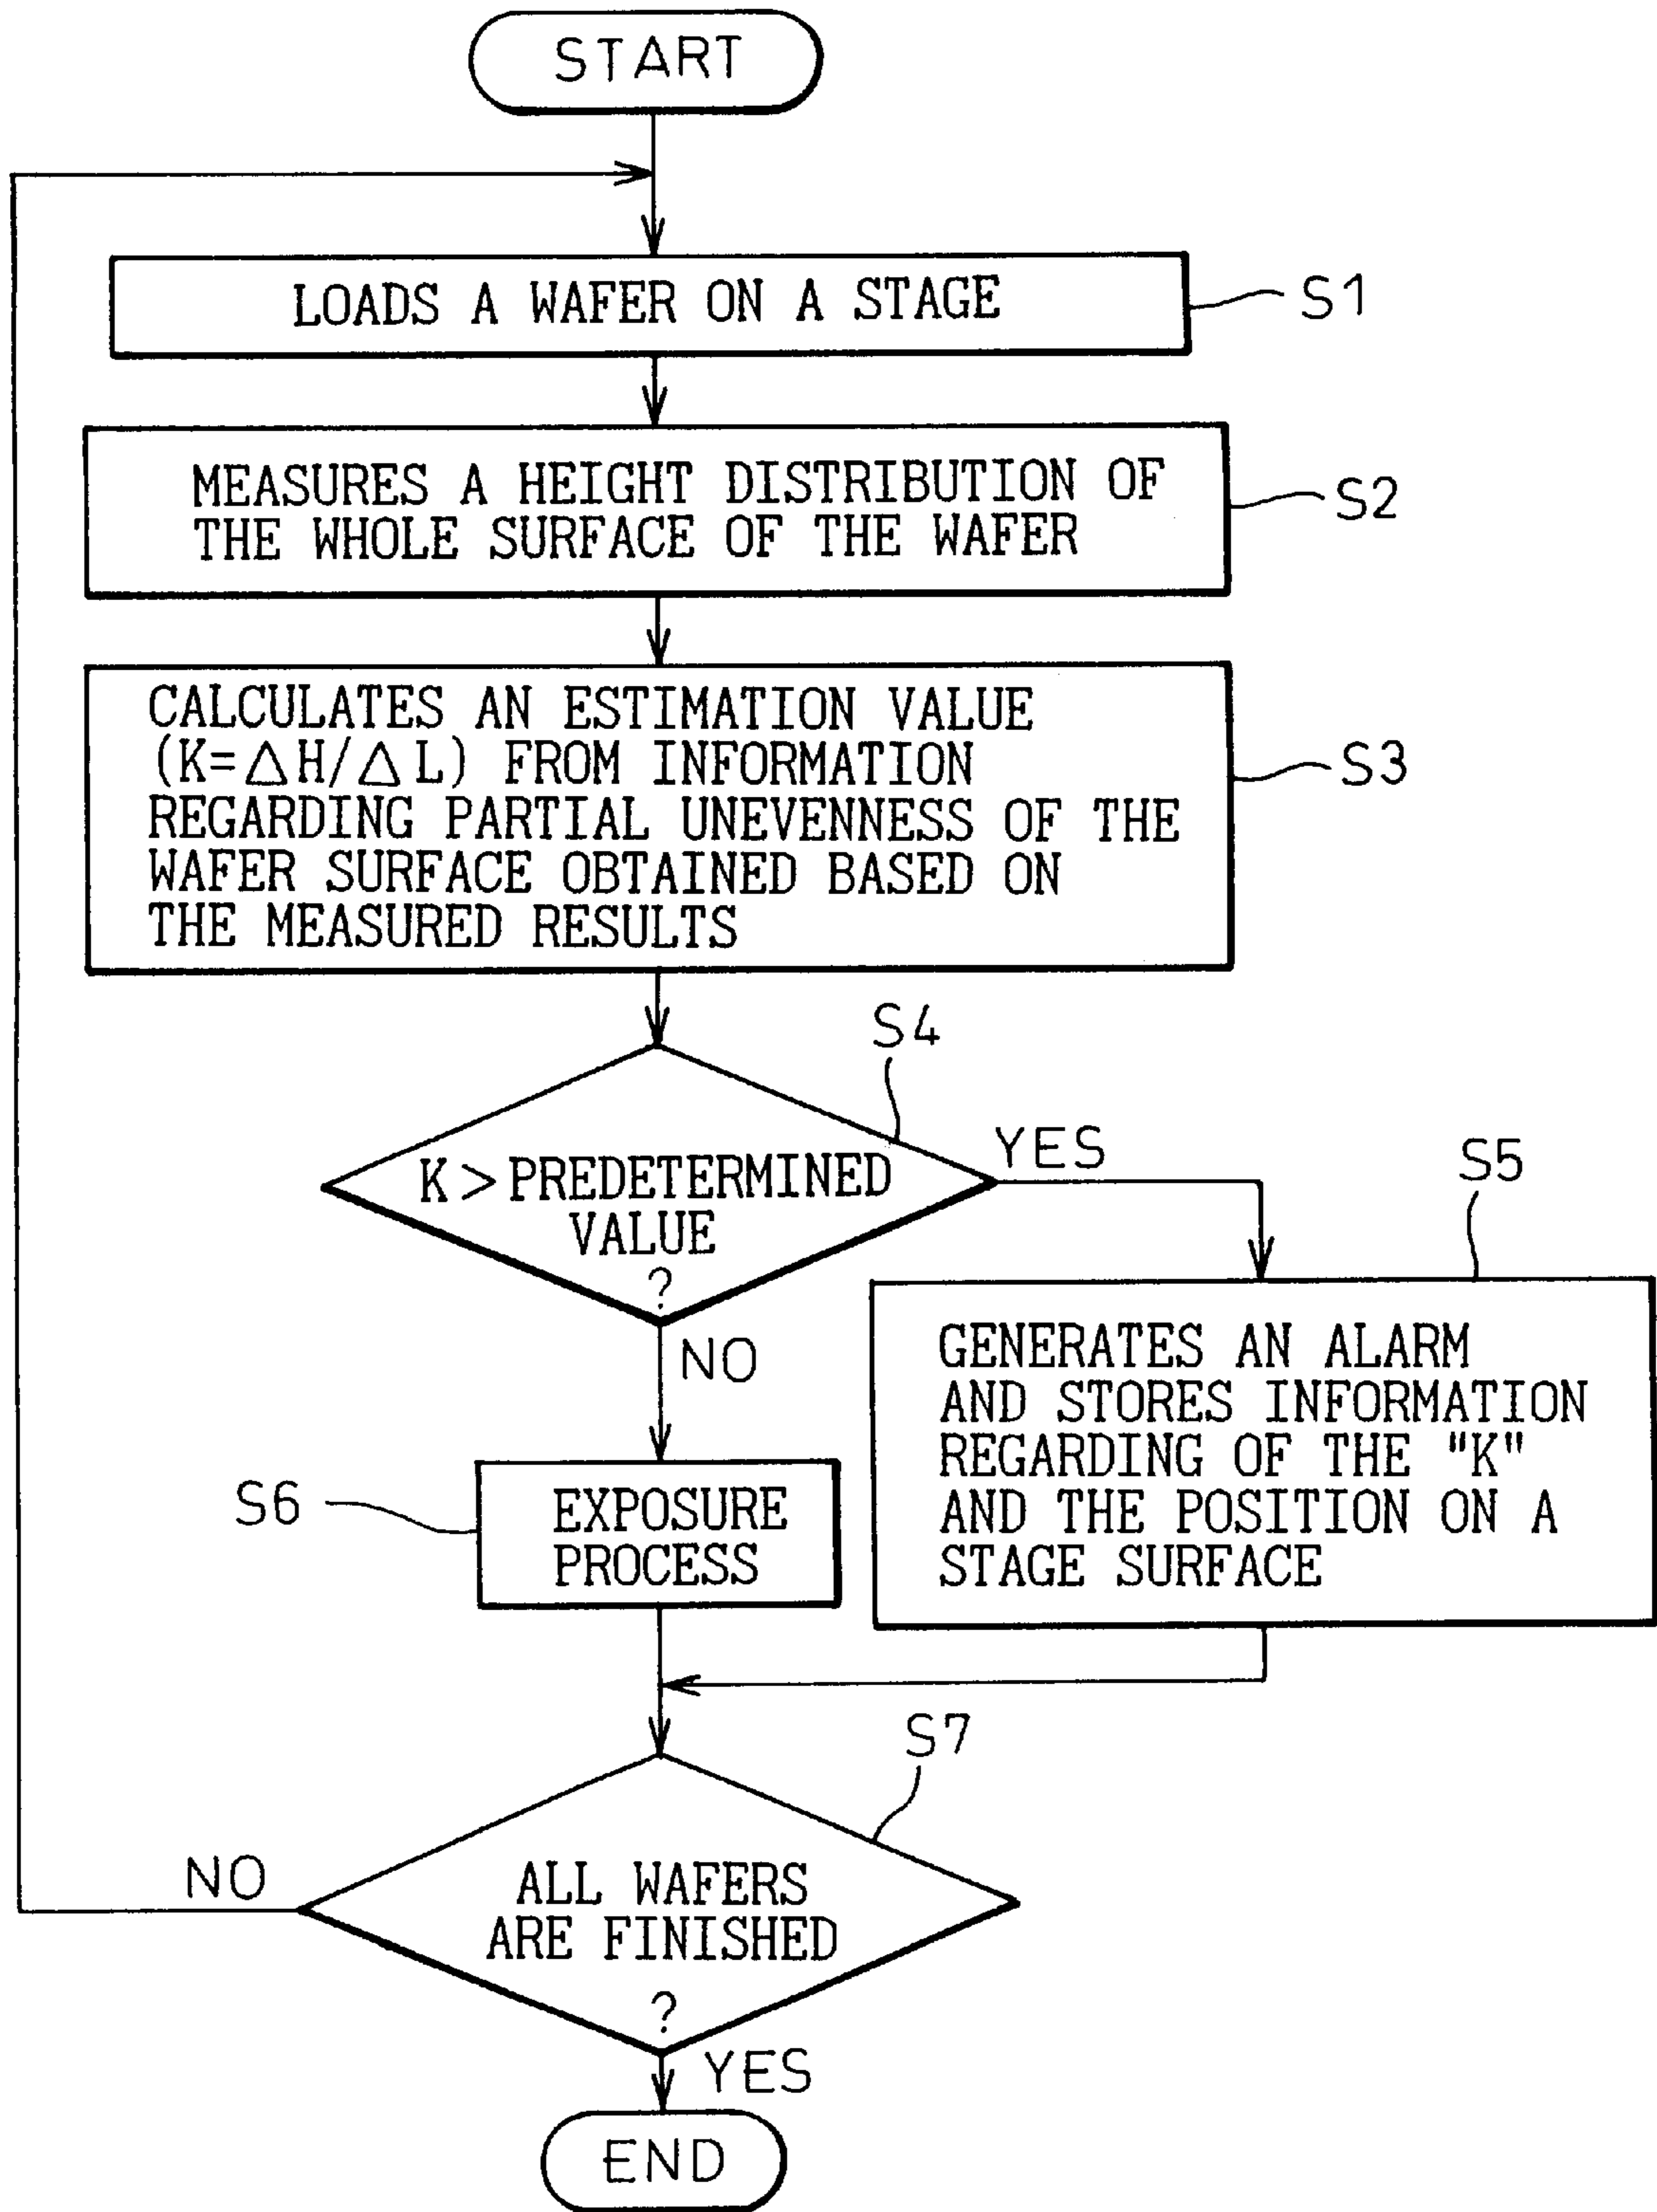 START
LOADS A WAFER ON A STAGE
S1
MEASURES A HEIGHT DISTRIBUTION OF
THE WHOLE SURFACE OF THE WAFER
S2
CALCULATES AN ESTIMATION VALUE
(K=△H/△L) FROM INFORMATION
REGARDING PARTIAL UNEVENNESS OF THE
WAFER SURFACE OBTAINED BASED ON
THE MEASURED RESULTS
S3
S4
K > PREDETERMINED
VALUE
?
YES
NO
S5
GENERATES AN ALARM
AND STORES INFORMATION
REGARDING OF THE "K"
AND THE POSITION ON A
STAGE SURFACE
S6
EXPOSURE
PROCESS
S7
ALL WAFERS
ARE FINISHED
?
NO
YES
END